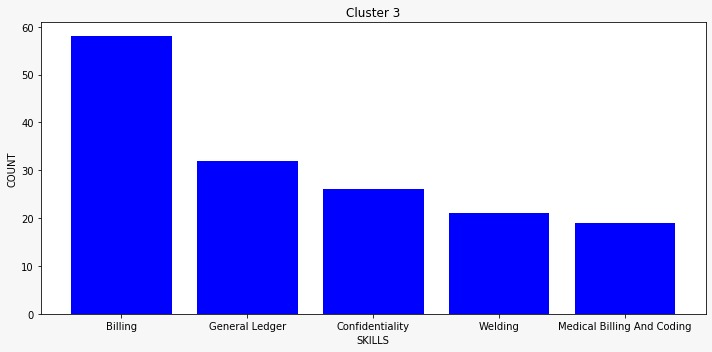 Cluster 3
60
50
40
30
20
10
0
COUNT
Billing General Ledger Confidentiality Welding Medical Billing And Coding
SKILLS